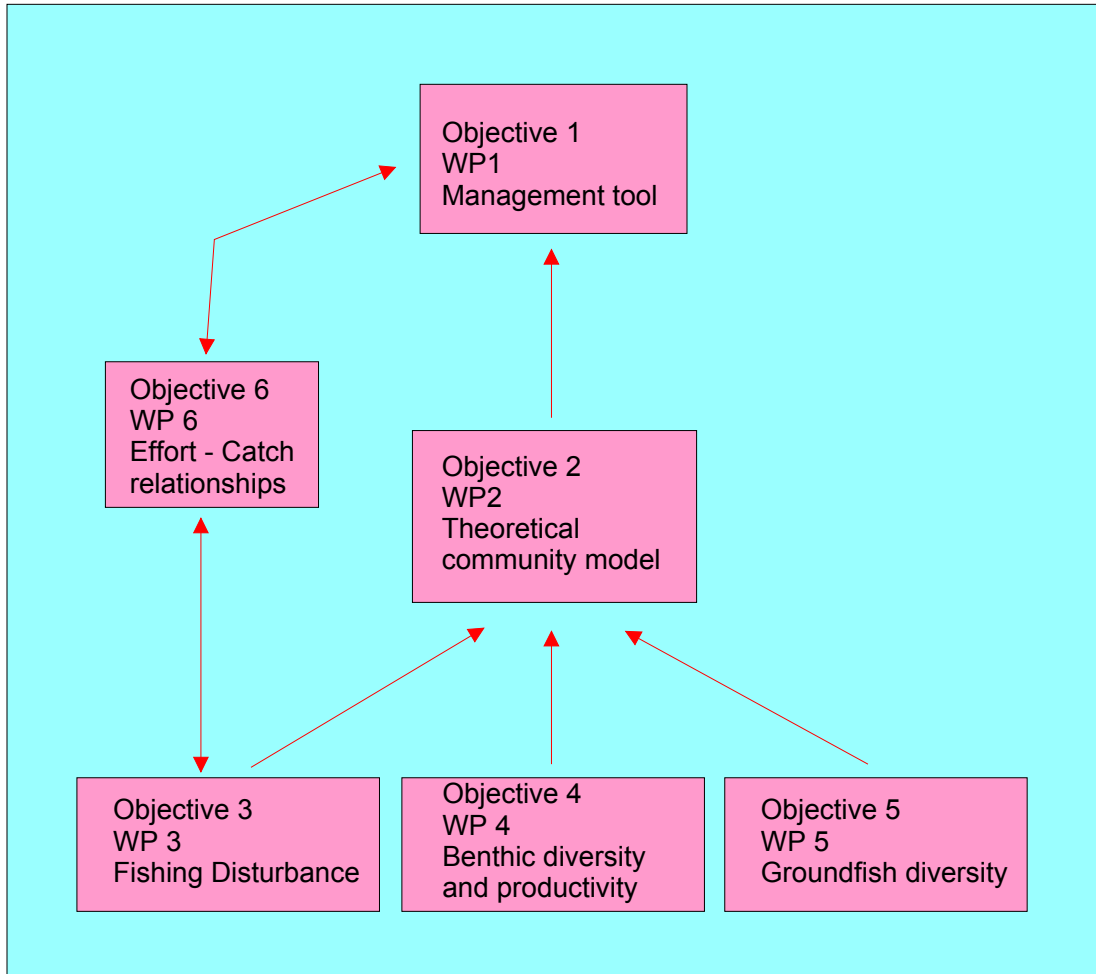 Objective 1
WP1
Management tool
Objective 6
WP 6
Effort - Catch
relationships
Objective 2
WP2
Theoretical
community model
Objective 3
WP 3
Fishing Disturbance
Objective 4
WP 4
Benthic diversity
and productivity
Objective 5
WP 5
Groundfish diversity